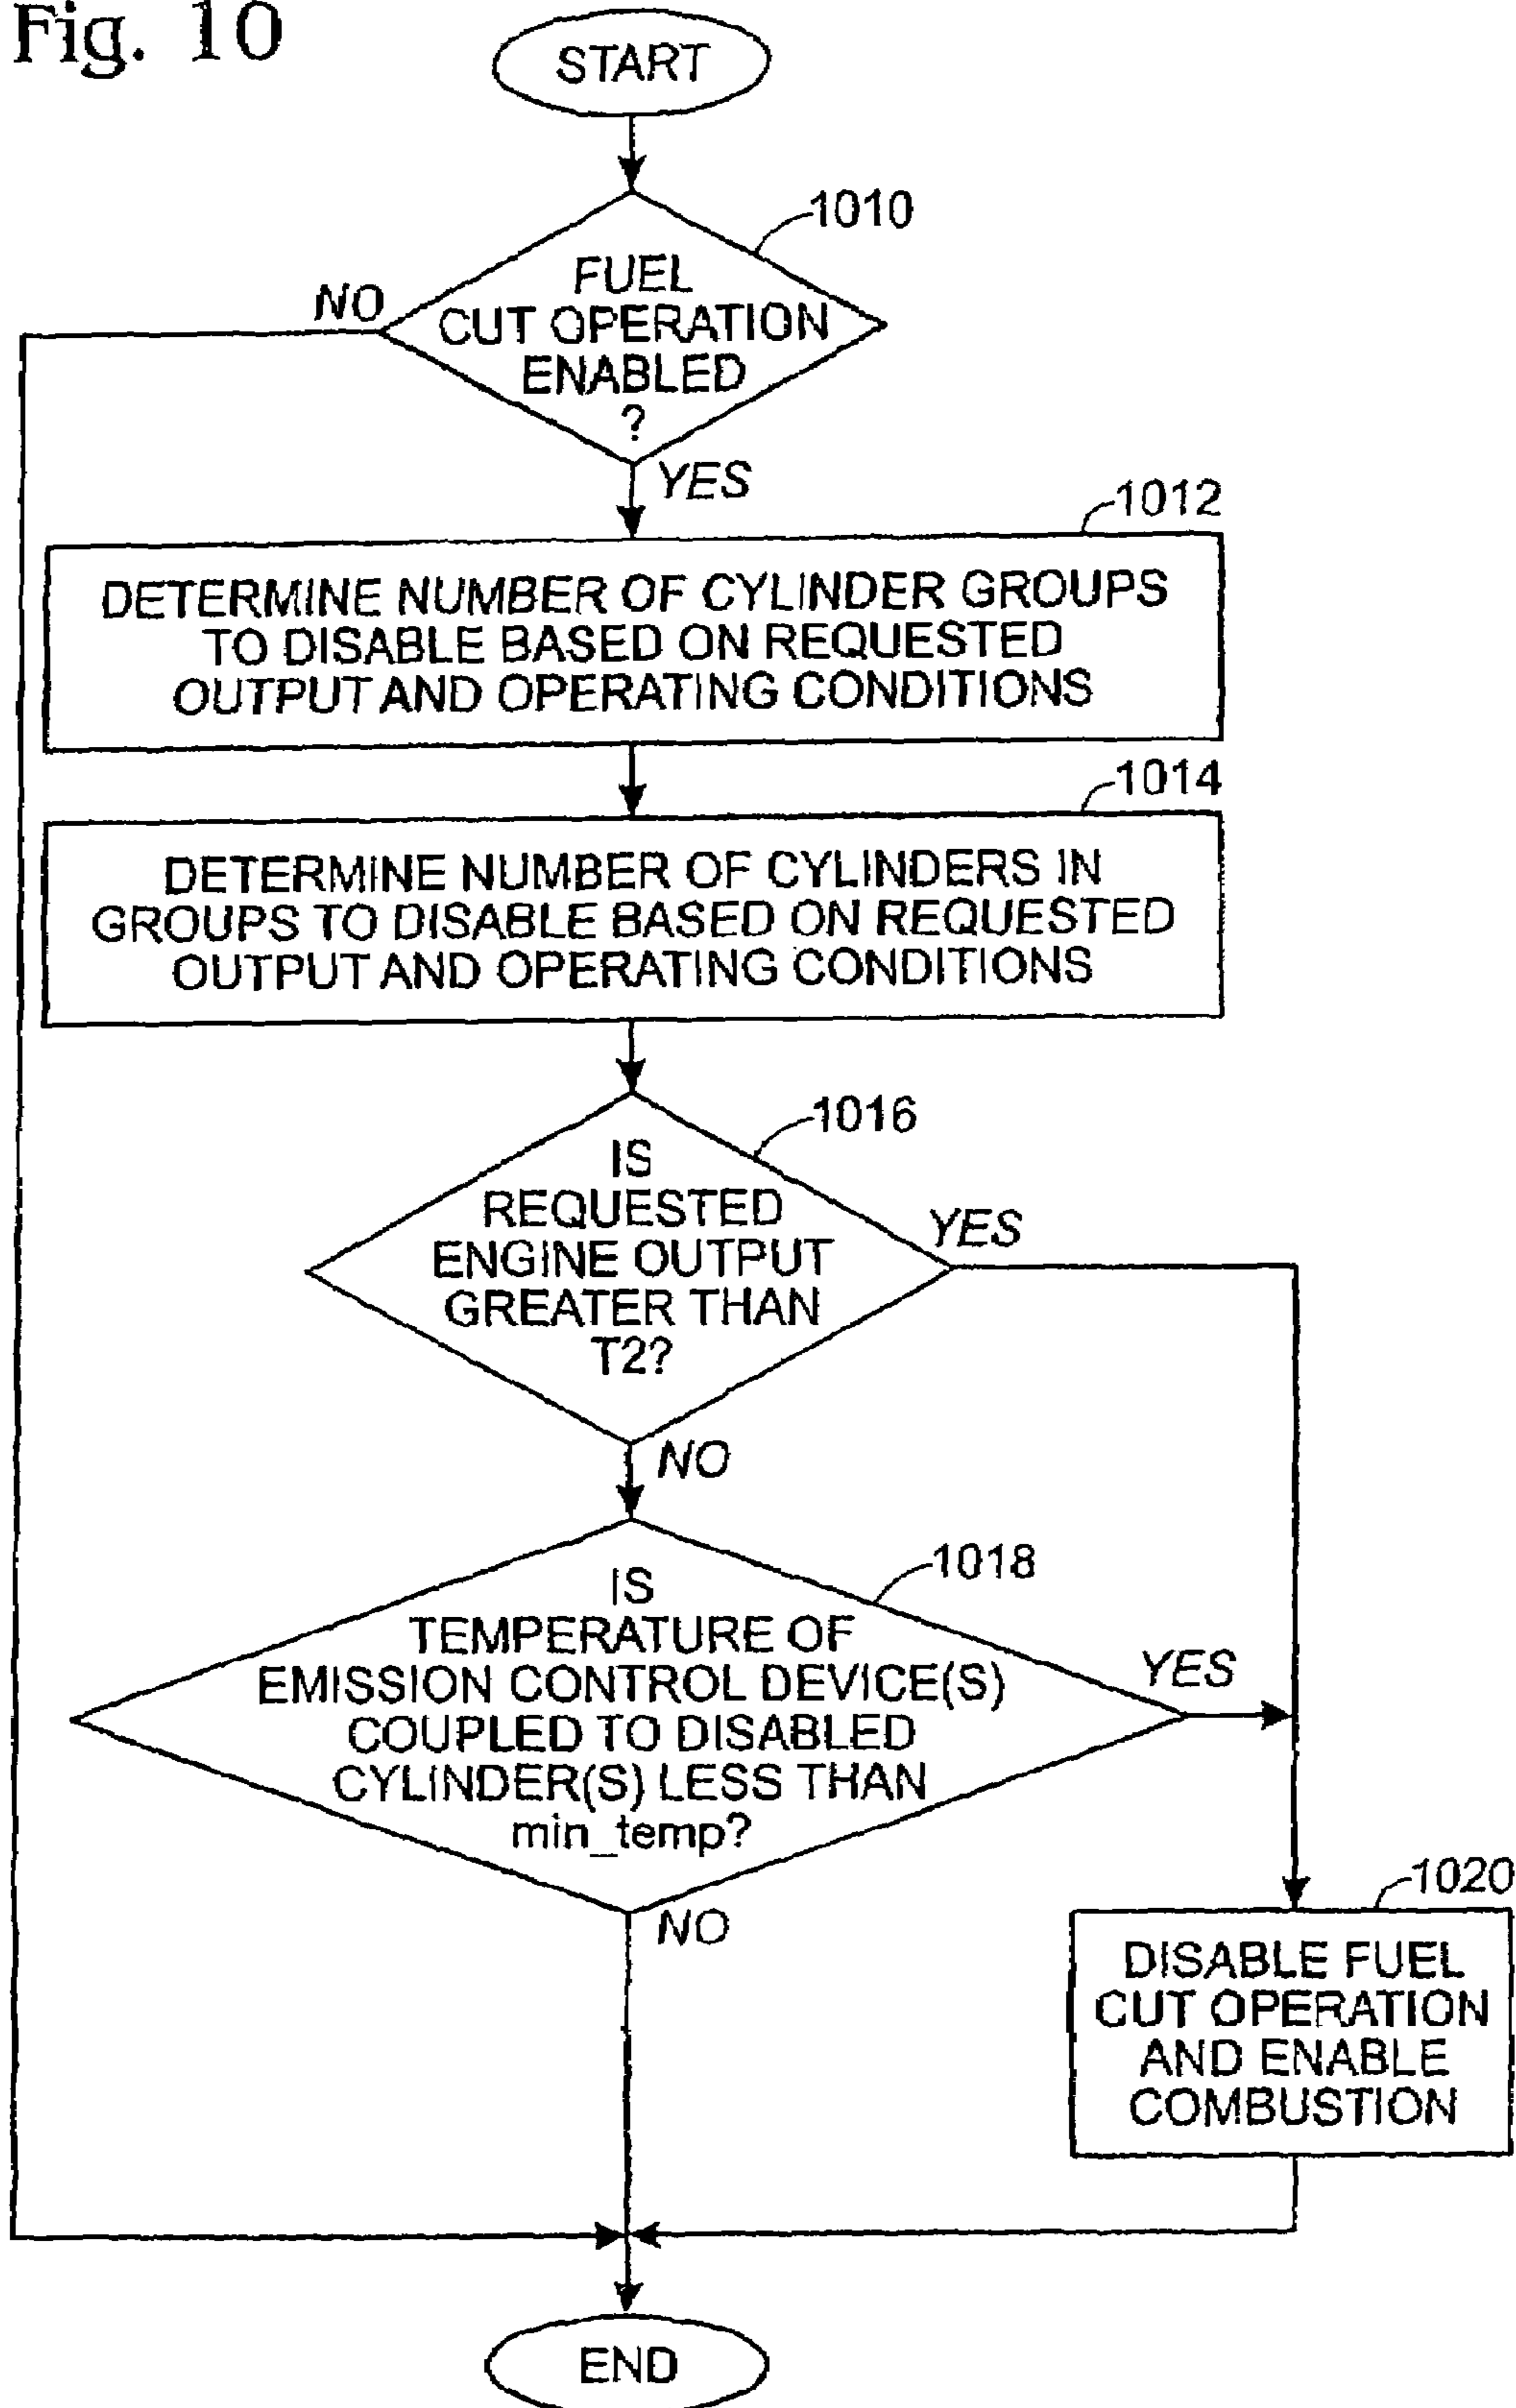 Fig. 10
START
1010
FUEL
CUT OPERATION
ENABLED
?
NO
YES
1012
DETERMINE NUMBER OF CYLINDER GROUPS
TO DISABLE BASED ON REQUESTED
OUTPUT AND OPERATING CONDITIONS
1014
DETERMINE NUMBER OF CYLINDERS IN
GROUPS TO DISABLE BASED ON REQUESTED
OUTPUT AND OPERATING CONDITIONS
1016
IS
REQUESTED
ENGINE OUTPUT
GREATER THAN
T2?
YES
NO
1018
IS
TEMPERATURE OF
EMISSION CONTROL DEVICE(S)
COUPLED TO DISABLED
CYLINDER(S) LESS THAN
min_temp?
YES
NO
1020
DISABLE FUEL
CUT OPERATION
AND ENABLE
COMBUSTION
END